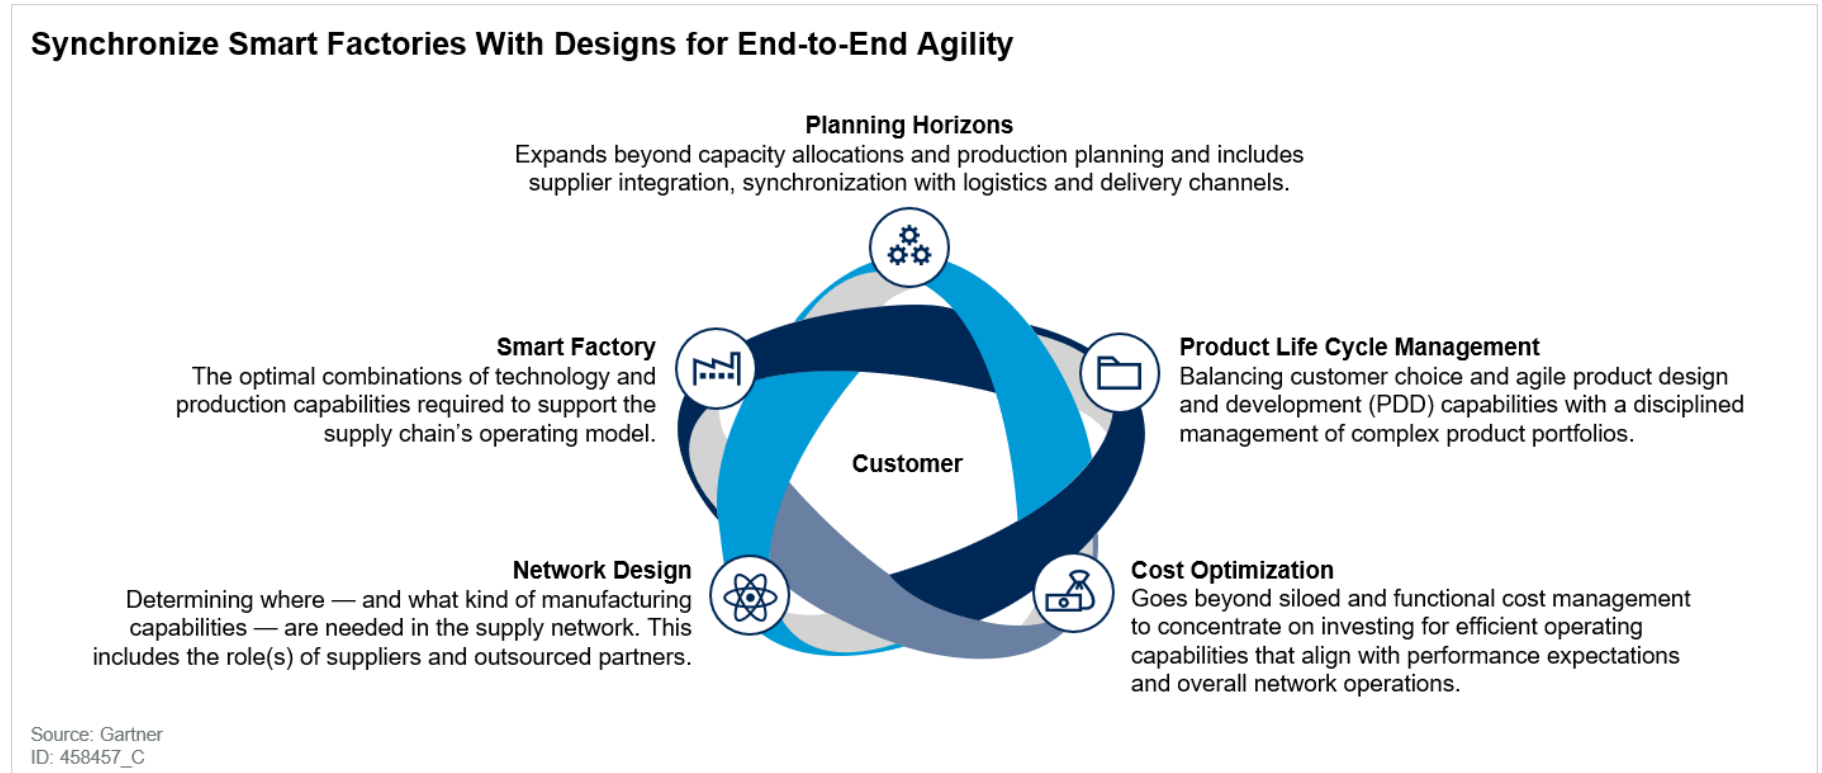 Synchronize Smart Factories With Designs for End-to-End Agility
Planning Horizons
Expands beyond capacity allocations and production planning and includes
supplier integration, synchronization with logistics and delivery channels.
Smart Factory
The optimal combinations of technology and
production capabilities required to support the
supply chain's operating model.
Product Life Cycle Management
Balancing customer choice and agile product design
and development (PDD) capabilities with a disciplined
management of complex product portfolios.
Customer
Network Design
Determining where — and what kind of manufacturing
capabilities — are needed in the supply network. This
includes the role(s) of suppliers and outsourced partners.
Cost Optimization
Goes beyond siloed and functional cost management
to concentrate on investing for efficient operating
capabilities that align with performance expectations
and overall network operations.
Source: Gartner
ID: 458457_C